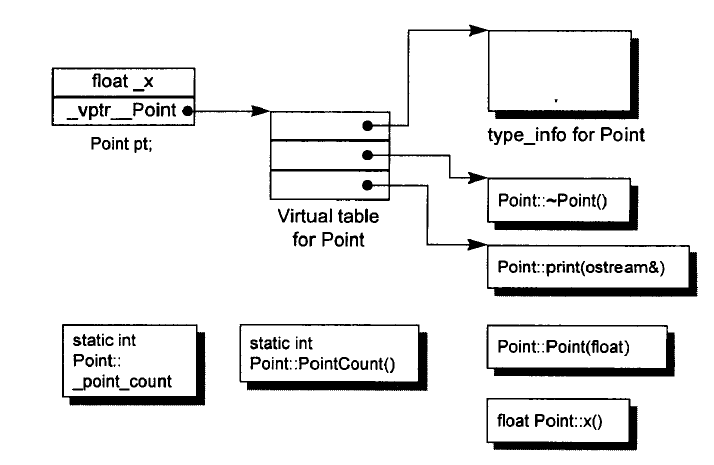 float _x
_vptr__Point
Point pt;
Virtual table
for Point
type_info for Point
Point::~Point()
Point::print(ostream&)
static int
Point::
_point_count
static int
Point::PointCount()
Point::Point(float)
float Point::x()